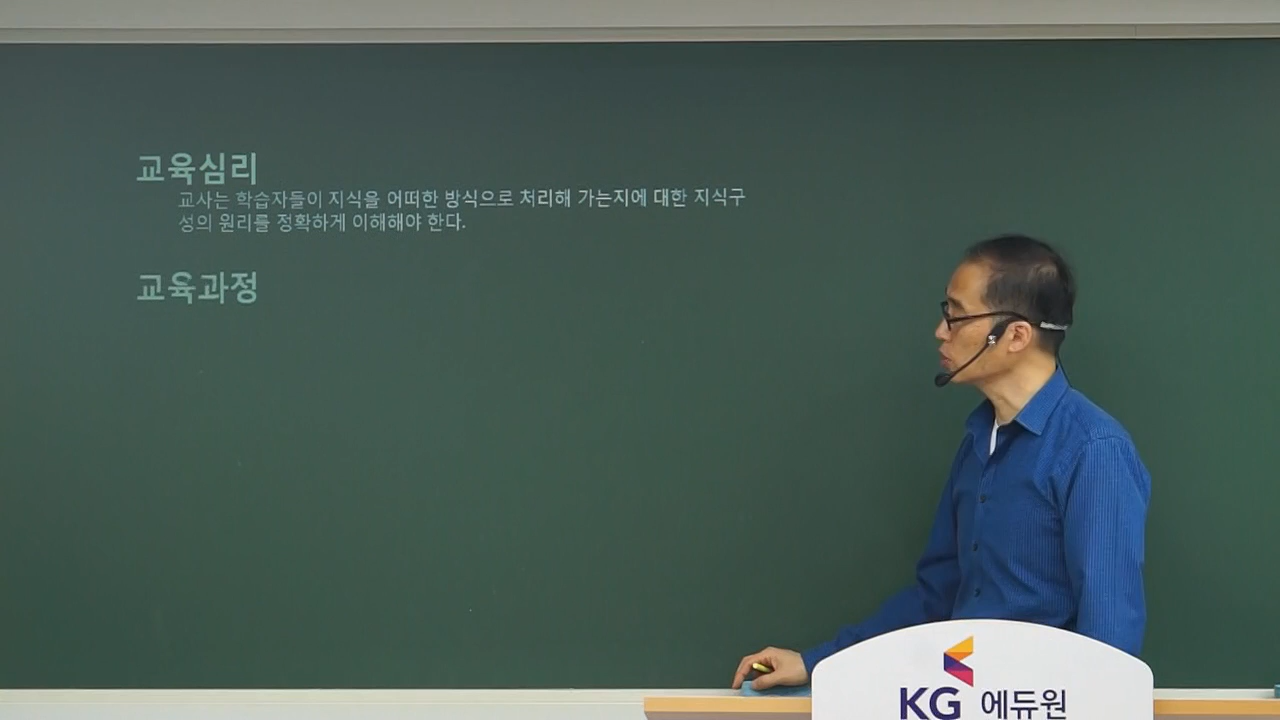 교육심리
교사는 학습자들이 지식을 어떠한 방식으로 처리해 가는지에 대한 지식구
성의 원리를 정확하게 이해해야 한다.
교육과정
KG 에듀원